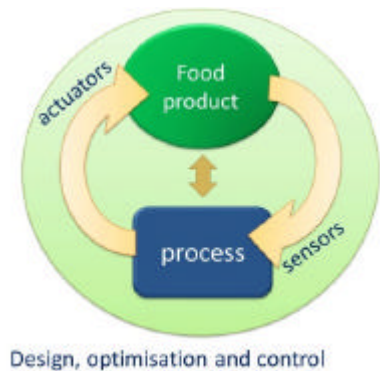 actuators
Food
product
process
sensors
Design, optimisation and control